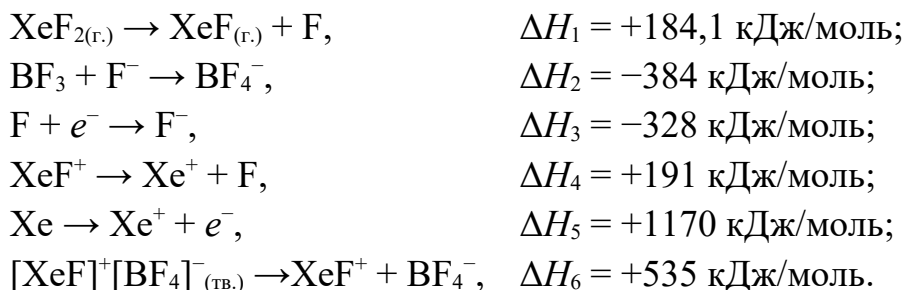 XeF₂₍г.₎ → XeF₍г.₎ + F, ΔH₁ = +184,1 кДж/моль;
BF₃ + F⁻ → BF₄⁻, ΔH₂ = −384 кДж/моль;
F + e⁻ → F⁻, ΔH₃ = −328 кДж/моль;
XeF⁺ → Xe⁺ + F, ΔH₄ = +191 кДж/моль;
Xe → Xe⁺ + e⁻, ΔH₅ = +1170 кДж/моль;
[XeF]⁺[BF₄]⁻₍тв.₎ →XeF⁺ + BF₄⁻, ΔH₆ = +535 кДж/моль.